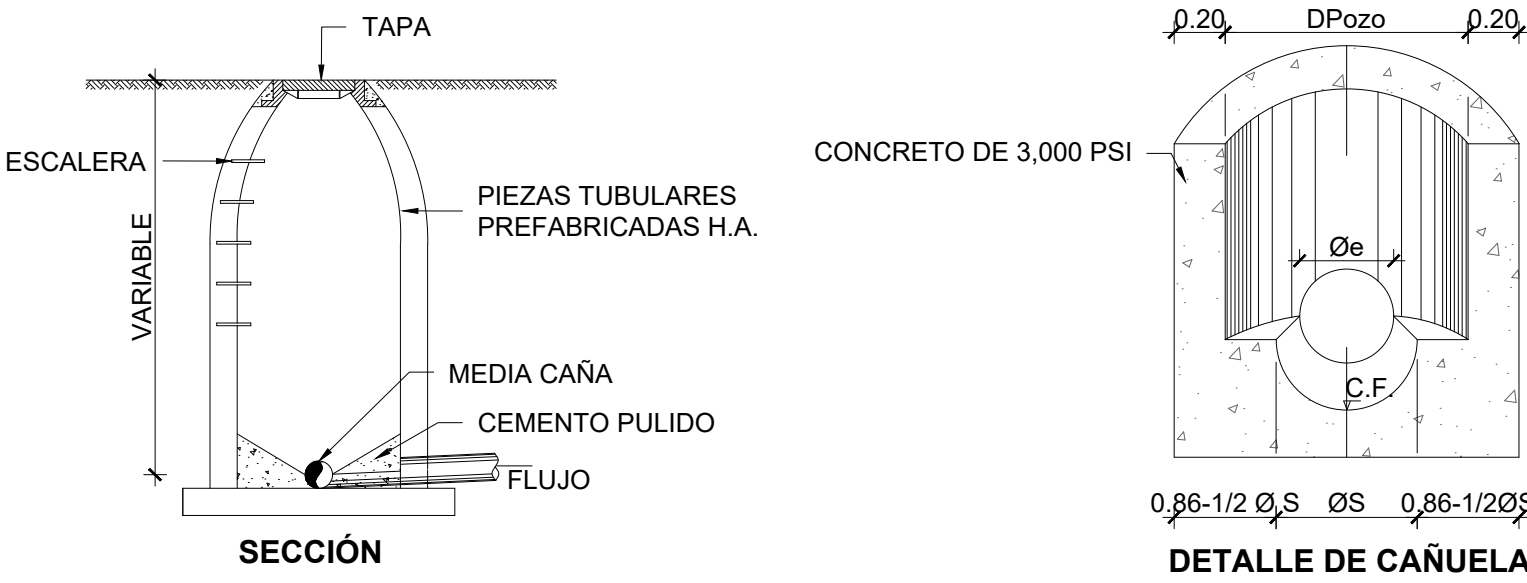 TAPA
ESCALERA
VARIABLE
PIEZAS TUBULARES
PREFABRICADAS H.A.
MEDIA CAÑA
CEMENTO PULIDO
FLUJO
SECCIÓN
0.20 DPozo 0.20
CONCRETO DE 3,000 PSI
Øe
C.F.
0.86-1/2 Ø S ØS 0.86-1/2ØS
DETALLE DE CAÑUELA